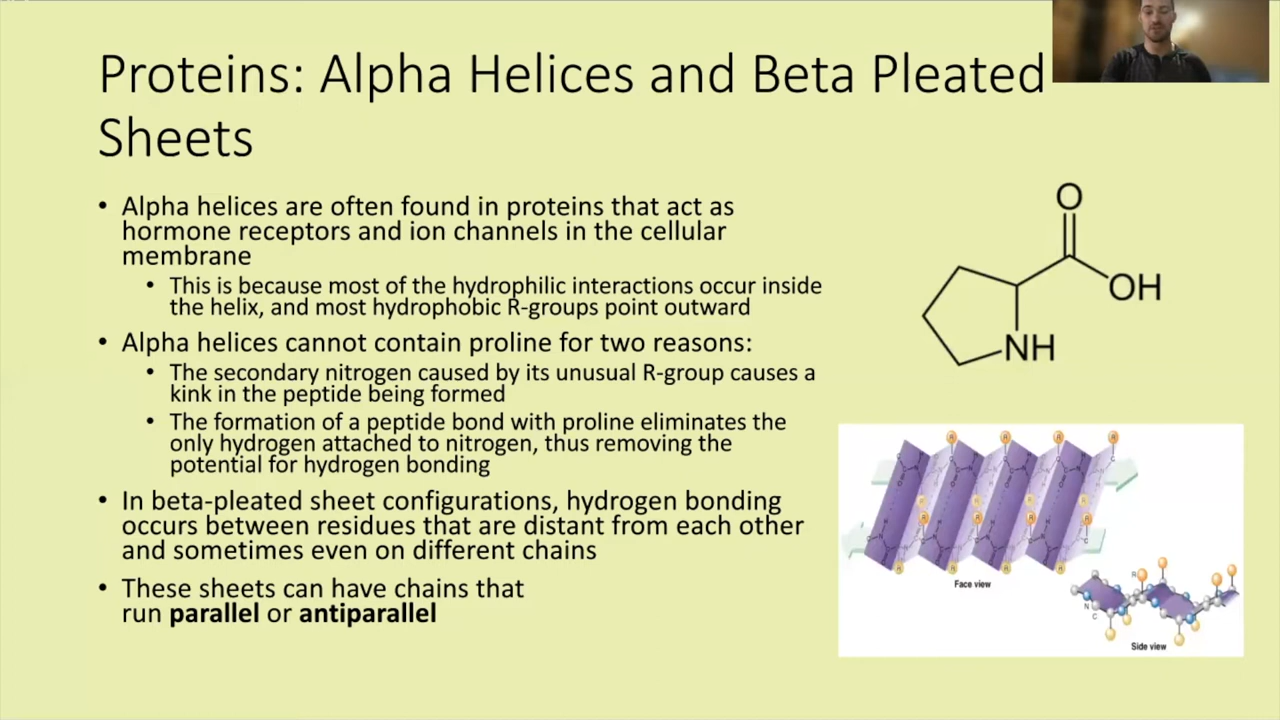 Proteins: Alpha Helices and Beta Pleated
Sheets
• Alpha helices are often found in proteins that act as
hormone receptors and ion channels in the cellular
membrane
• This is because most of the hydrophilic interactions occur inside
the helix, and most hydrophobic R-groups point outward
• Alpha helices cannot contain proline for two reasons:
• The secondary nitrogen caused by its unusual R-group causes a
kink in the peptide being formed
• The formation of a peptide bond with proline eliminates the
only hydrogen attached to nitrogen, thus removing the
potential for hydrogen bonding
• In beta-pleated sheet configurations, hydrogen bonding
occurs between residues that are distant from each other
and sometimes even on different chains
• These sheets can have chains that
run parallel or antiparallel
O
OH
NH
R R R R
R R R
R R R R
R R R R
Face view
R
N
C
Side view